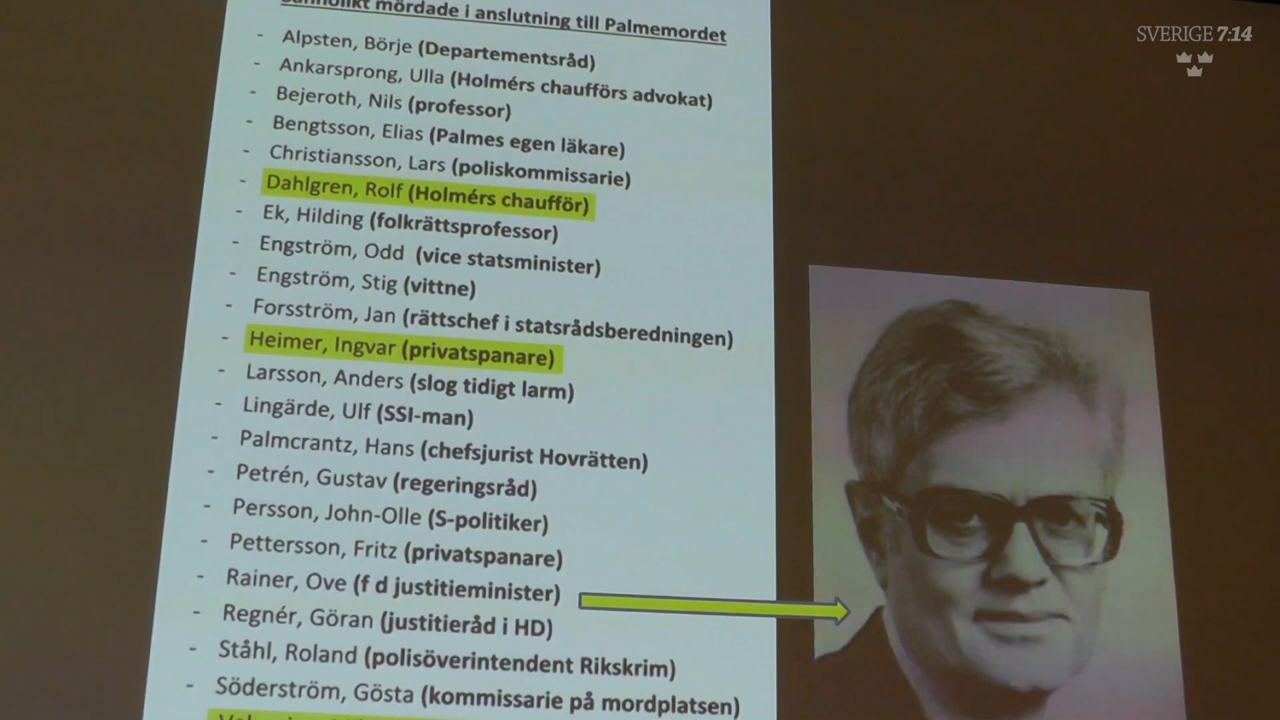 mördade i anslutning till Palmemordet
- Alpsten, Börje (Departementsråd)
- Ankarsprong, Ulla (Holmérs chaufförs advokat)
- Bejeroth, Nils (professor)
- Bengtsson, Elias (Palmes egen läkare)
- Christiansson, Lars (poliskommissarie)
- Dahlgren, Rolf (Holmérs chaufför)
- Ek, Hilding (folkrättsprofessor)
- Engström, Odd (vice statsminister)
- Engström, Stig (vittne)
- Forsström, Jan (rättschef i statsrådsberedningen)
- Heimer, Ingvar (privatspanare)
- Larsson, Anders (slog tidigt larm)
- Lingärde, Ulf (SSI-man)
- Palmcrantz, Hans (chefsjurist Hovrätten)
- Petrén, Gustav (regeringsråd)
- Persson, John-Olle (S-politiker)
- Pettersson, Fritz (privatspanare)
- Rainer, Ove (f d justitieminister)
- Regnér, Göran (justitieråd i HD)
- Ståhl, Roland (polisöverintendent Rikskrim)
- Söderström, Gösta (kommissarie på mordplatsen)
SVERIGE 7:14